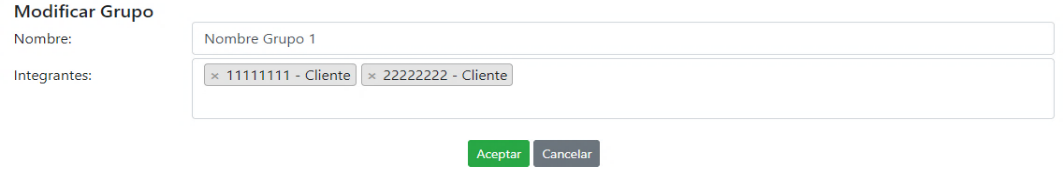 Modificar Grupo
Nombre: Nombre Grupo 1
Integrantes: × 11111111 - Cliente × 22222222 - Cliente
Aceptar Cancelar